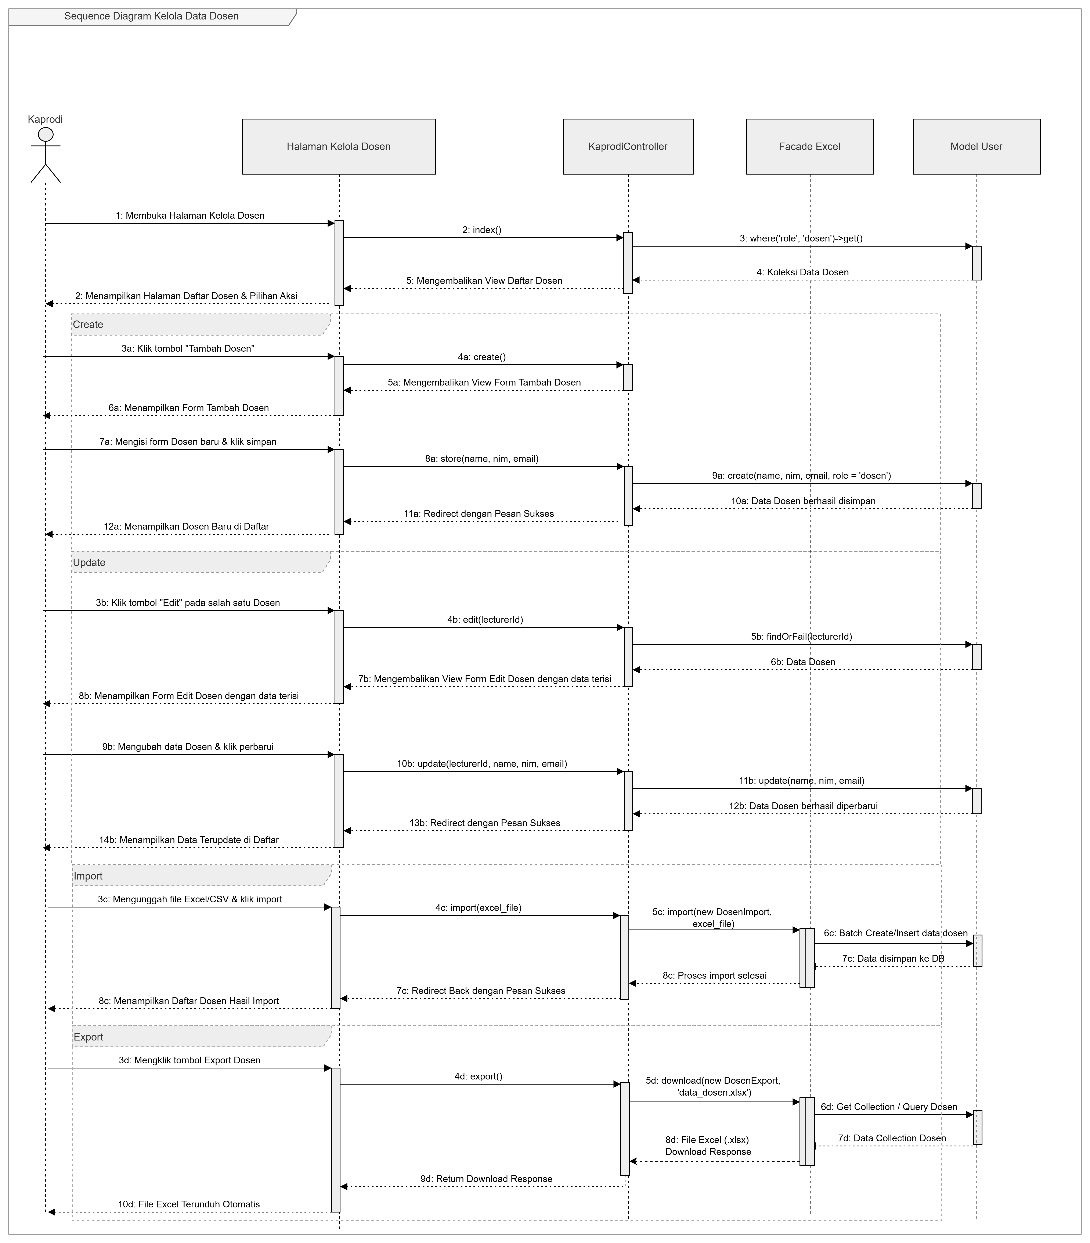 Sequence Diagram Kelola Data Dosen
Kaprodi
Halaman Kelola Dosen
KaprodiController
Facade Excel
Model User
1: Membuka Halaman Kelola Dosen
2: index()
3: where('role', 'dosen')->get()
4: Koleksi Data Dosen
5: Mengembalikan View Daftar Dosen
2: Menampilkan Halaman Daftar Dosen & Pilihan Aksi
Create
3a: Klik tombol "Tambah Dosen"
4a: create()
5a: Mengembalikan View Form Tambah Dosen
6a: Menampilkan Form Tambah Dosen
7a: Mengisi form Dosen baru & klik simpan
8a: store(name, nim, email)
9a: create(name, nim, email, role = 'dosen')
10a: Data Dosen berhasil disimpan
11a: Redirect dengan Pesan Sukses
12a: Menampilkan Dosen Baru di Daftar
Update
3b: Klik tombol "Edit" pada salah satu Dosen
4b: edit(lecturerId)
5b: findOrFail(lecturerId)
6b: Data Dosen
7b: Mengembalikan View Form Edit Dosen dengan data terisi
8b: Menampilkan Form Edit Dosen dengan data terisi
9b: Mengubah data Dosen & klik perbarui
10b: update(lecturerId, name, nim, email)
11b: update(name, nim, email)
12b: Data Dosen berhasil diperbarui
13b: Redirect dengan Pesan Sukses
14b: Menampilkan Data Terupdate di Daftar
Import
3c: Mengunggah file Excel/CSV & klik import
4c: import(excel_file)
5c: import(new DosenImport,
excel_file)
6c: Batch Create/Insert data dosen
7c: Data disimpan ke DB
8c: Proses import selesai
7c: Redirect Back dengan Pesan Sukses
8c: Menampilkan Daftar Dosen Hasil Import
Export
3d: Mengklik tombol Export Dosen
4d: export()
5d: download(new DosenExport,
'data_dosen.xlsx')
6d: Get Collection / Query Dosen
7d: Data Collection Dosen
8d: File Excel (.xlsx)
Download Response
9d: Return Download Response
10d: File Excel Terunduh Otomatis